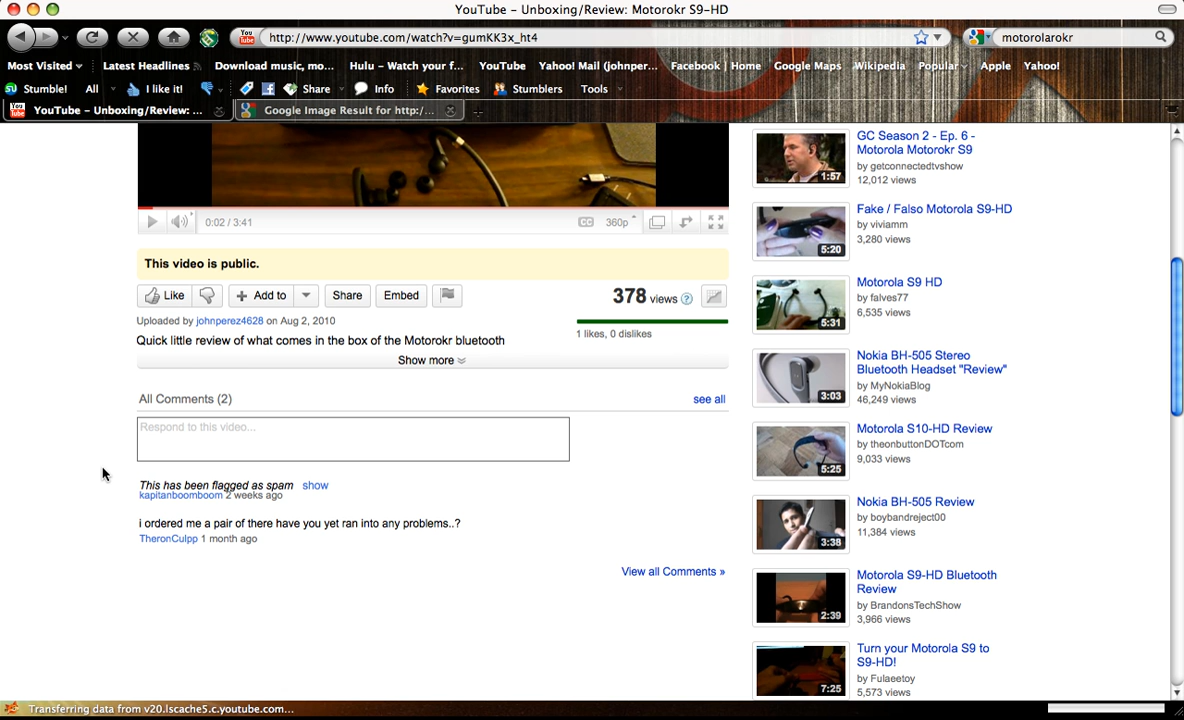 YouTube – Unboxing/Review: Motorokr S9-HD
You Tube
http://www.youtube.com/watch?v=gumKK3x_ht4
motorolarokr
Most Visited
Latest Headlines
Download music, mo...
Hulu – Watch your f...
YouTube
Yahoo! Mail (johnper...
Facebook | Home
Google Maps
Wikipedia
Popular
Apple
Yahoo!
Stumble!
All
I like it!
Share
Info
Favorites
Stumblers
Tools
You Tube
YouTube – Unboxing/Review: ...
Google Image Result for http:/...
0:02 / 3:41
CC
360p
This video is public.
Like
Add to
Share
Embed
378 views
Uploaded by johnperez4628 on Aug 2, 2010
1 likes, 0 dislikes
Quick little review of what comes in the box of the Motorokr bluetooth
Show more
All Comments (2)
see all
Respond to this video...
This has been flagged as spam show
kapitanboomboom 2 weeks ago
i ordered me a pair of there have you yet ran into any problems..?
TheronCulpp 1 month ago
View all Comments »
1:57
GC Season 2 - Ep. 6 -
Motorola Motorokr S9
by getconnectedtvshow
12,012 views
5:20
Fake / Falso Motorola S9-HD
by viviamm
3,280 views
5:31
Motorola S9 HD
by falves77
6,535 views
3:03
Nokia BH-505 Stereo
Bluetooth Headset "Review"
by MyNokiaBlog
46,249 views
5:25
Motorola S10-HD Review
by theonbuttonDOTcom
9,033 views
3:38
Nokia BH-505 Review
by boybandreject00
11,384 views
2:39
Motorola S9-HD Bluetooth
Review
by BrandonsTechShow
3,966 views
7:25
Turn your Motorola S9 to
S9-HD!
by Fulaeetoy
5,573 views
Transferring data from v20.lscache5.c.youtube.com...